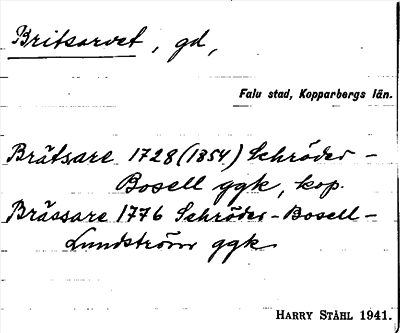 Britsarvet, gd,
Falu stad, Kopparbergs län.
Brätsare 1728 (1854) Schröder-
Bosell ggk, kop.
Brässare 1776 Schröder-Bosell-
Lundström ggk
HARRY STÅHL 1941.